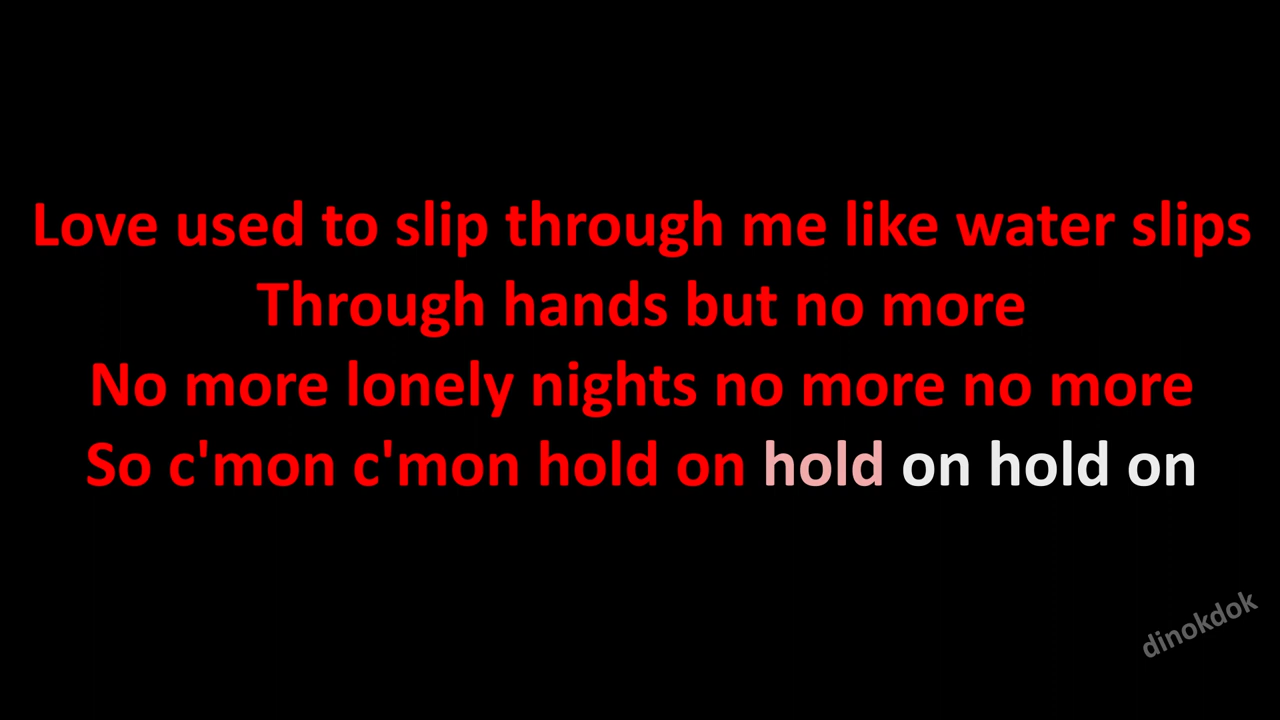 Love used to slip through me like water slips
Through hands but no more
No more lonely nights no more no more
So c'mon c'mon hold on hold on hold on
dinokdok